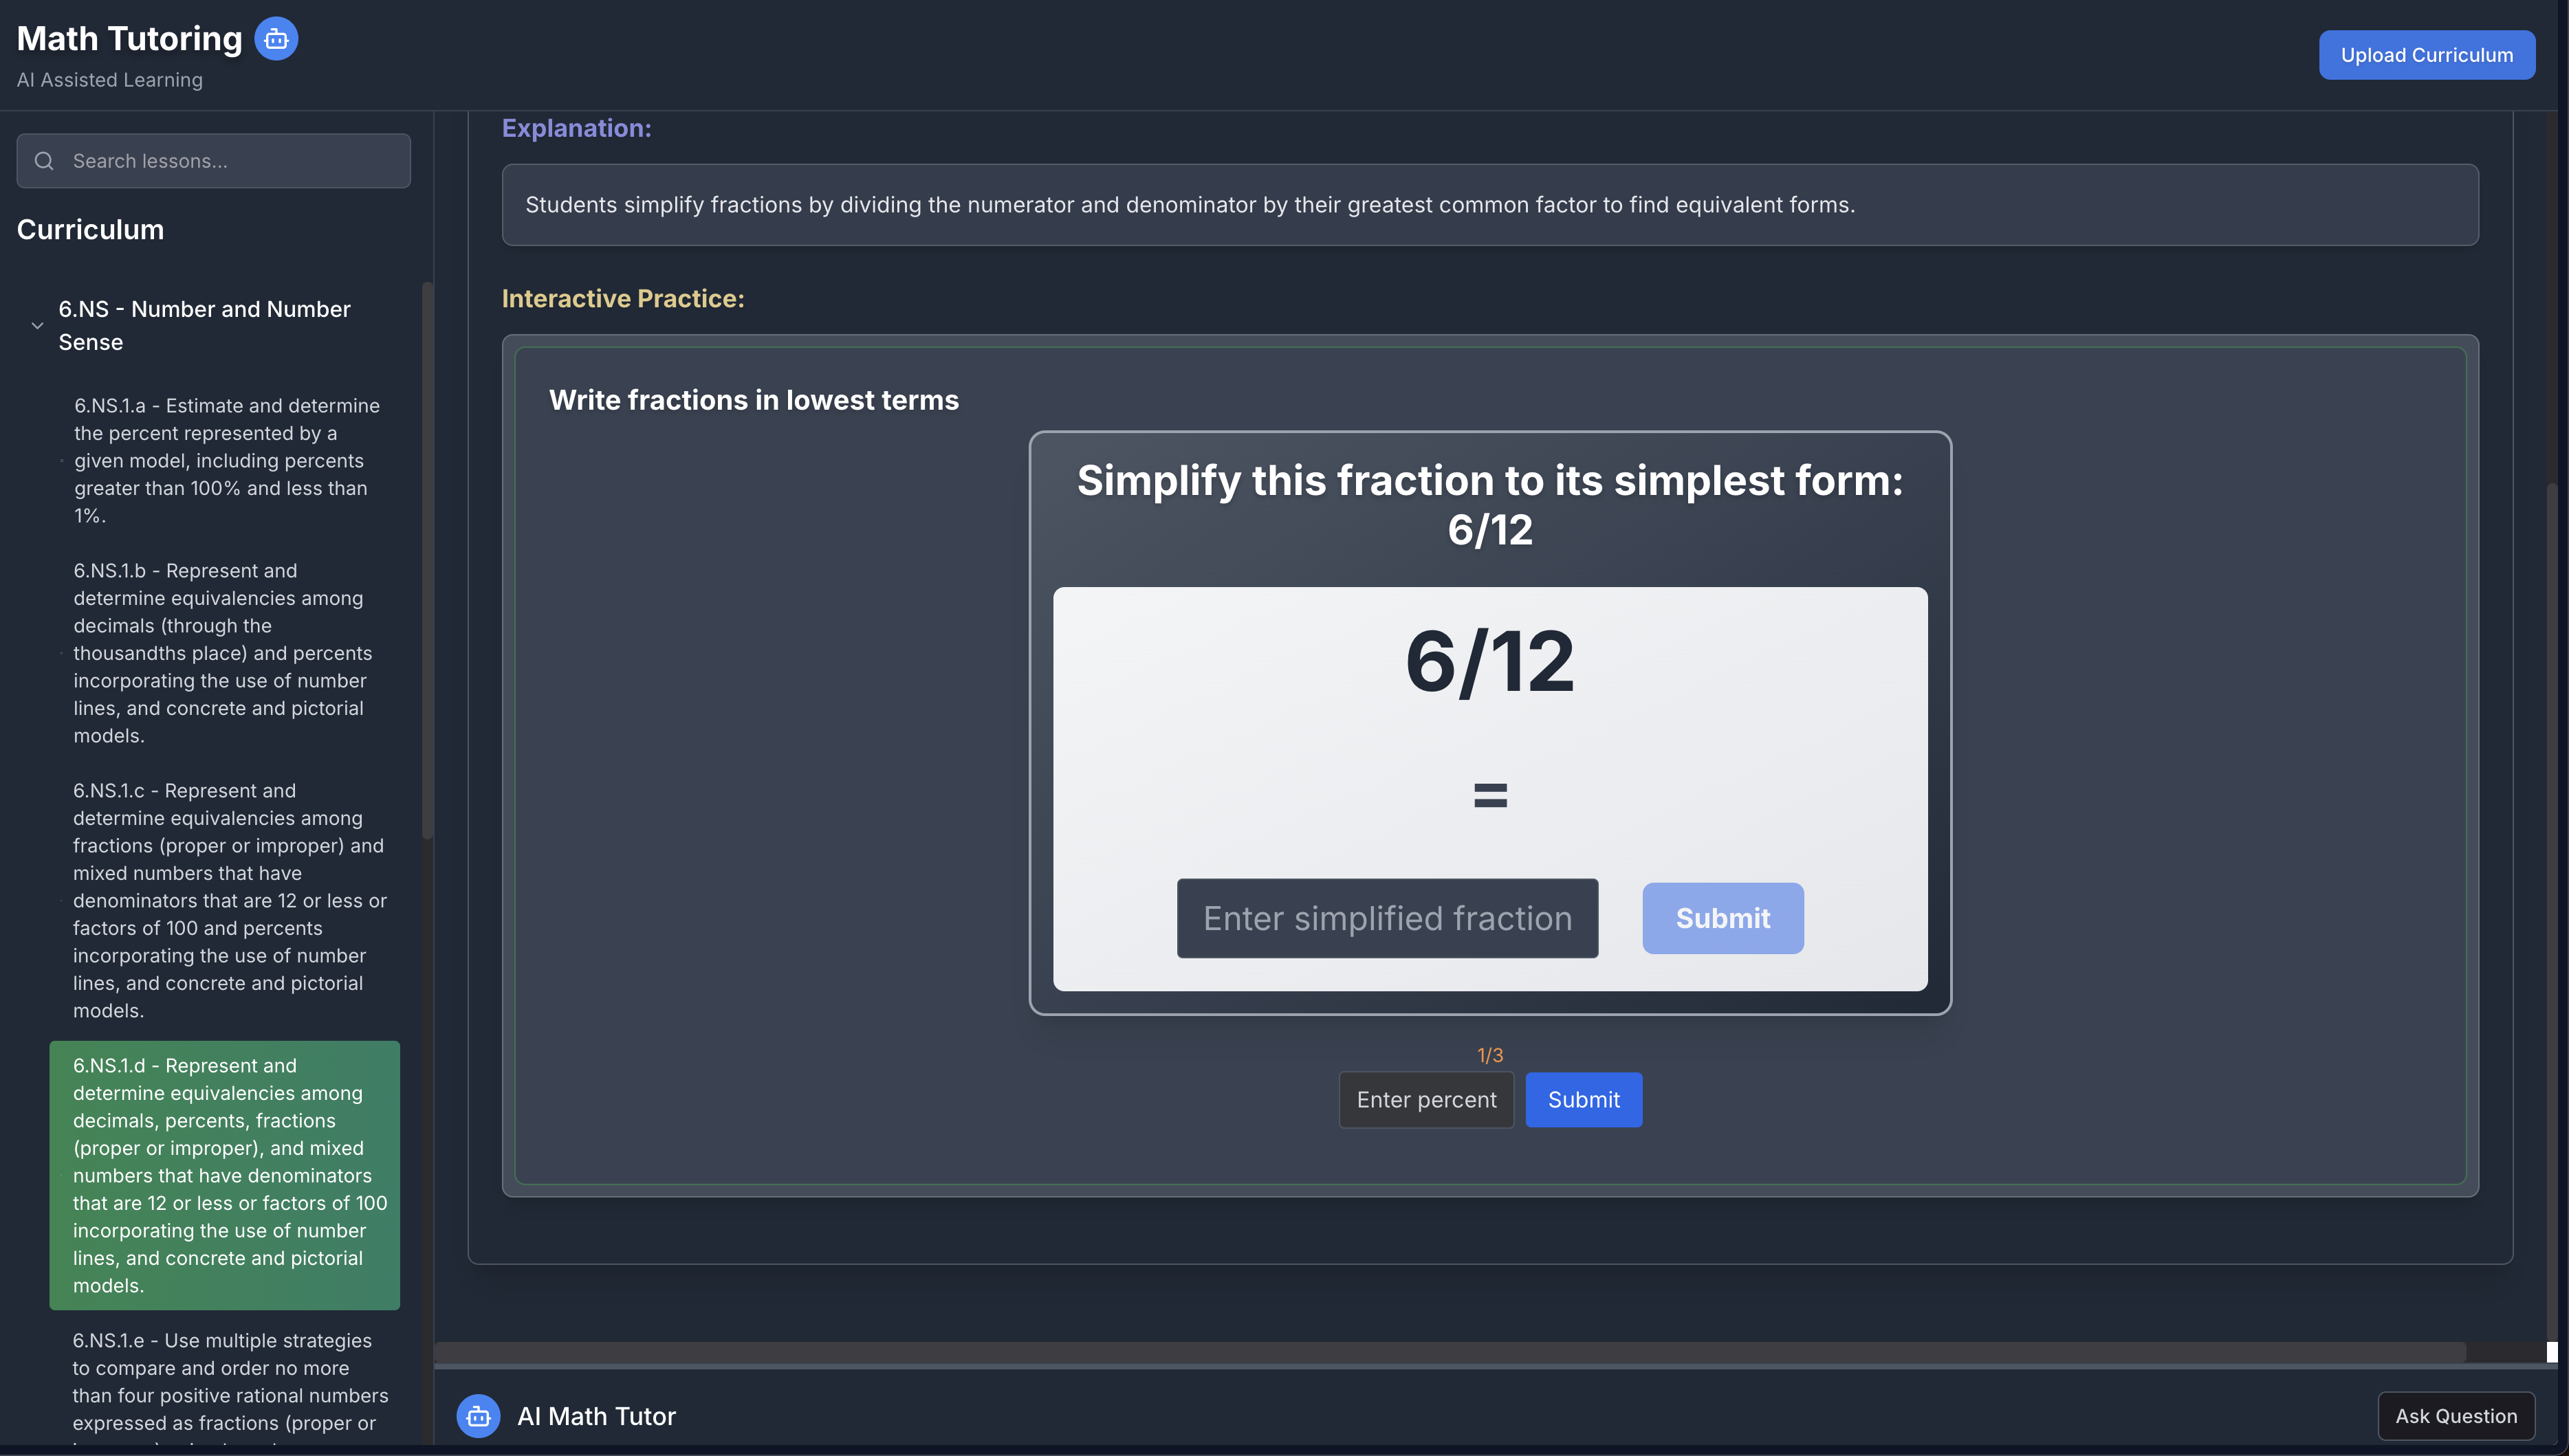 Math Tutoring
AI Assisted Learning
Upload Curriculum
Search lessons...
Curriculum
6.NS - Number and Number
Sense
6.NS.1.a - Estimate and determine
the percent represented by a
given model, including percents
greater than 100% and less than
1%.
6.NS.1.b - Represent and
determine equivalencies among
decimals (through the
thousandths place) and percents
incorporating the use of number
lines, and concrete and pictorial
models.
6.NS.1.c - Represent and
determine equivalencies among
fractions (proper or improper) and
mixed numbers that have
denominators that are 12 or less or
factors of 100 and percents
incorporating the use of number
lines, and concrete and pictorial
models.
6.NS.1.d - Represent and
determine equivalencies among
decimals, percents, fractions
(proper or improper), and mixed
numbers that have denominators
that are 12 or less or factors of 100
incorporating the use of number
lines, and concrete and pictorial
models.
6.NS.1.e - Use multiple strategies
to compare and order no more
than four positive rational numbers
expressed as fractions (proper or
Explanation:
Students simplify fractions by dividing the numerator and denominator by their greatest common factor to find equivalent forms.
Interactive Practice:
Write fractions in lowest terms
Simplify this fraction to its simplest form:
6/12
6/12
=
Enter simplified fraction
Submit
1/3
Enter percent
Submit
AI Math Tutor
Ask Question